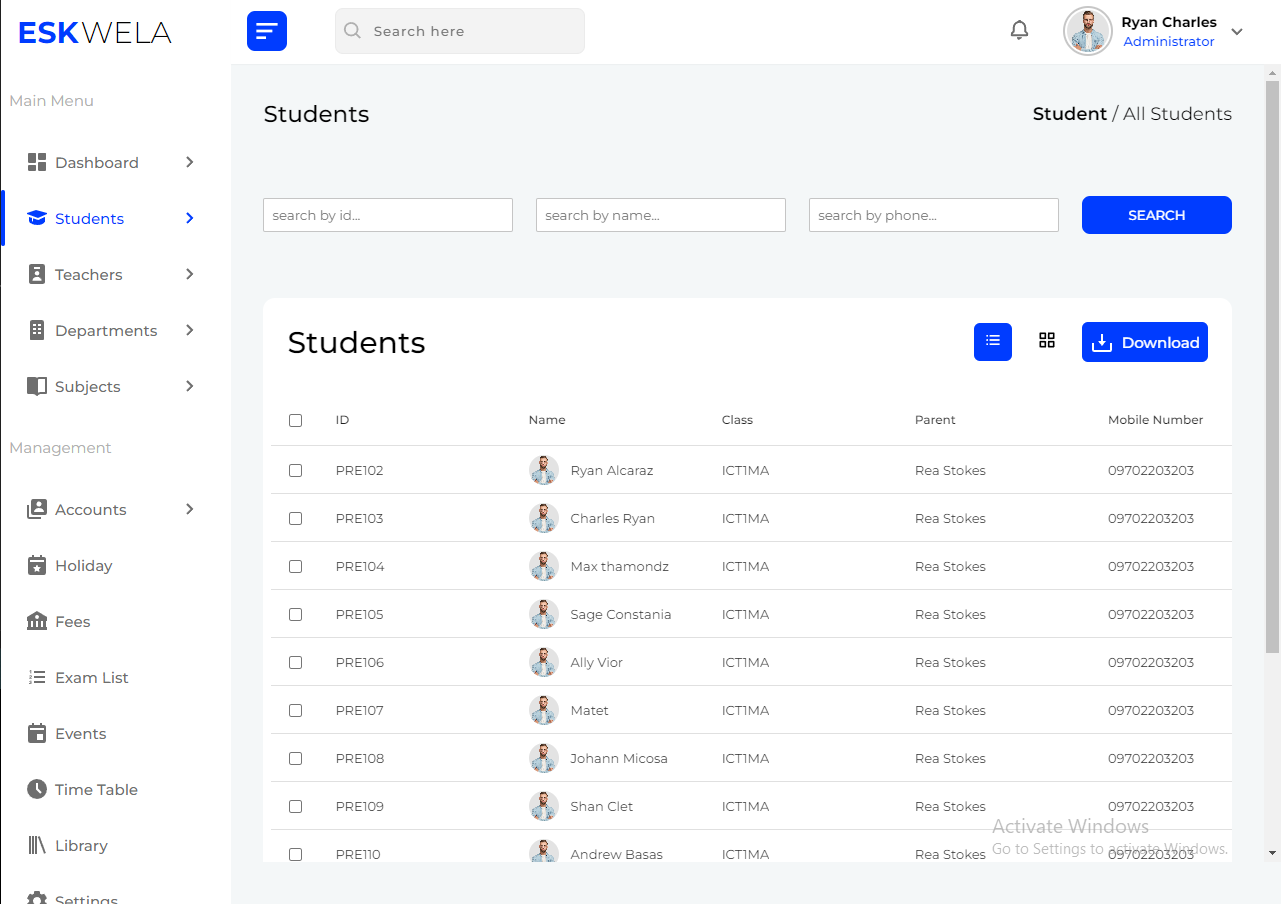 ESKWELA
Search here
Ryan Charles
Administrator
Main Menu
Dashboard
Students
Teachers
Departments
Subjects
Management
Accounts
Holiday
Fees
Exam List
Events
Time Table
Library
Settings
Students
Student / All Students
search by id...
search by name...
search by phone...
SEARCH
Students
Download
ID Name Class Parent Mobile Number
PRE102 Ryan Alcaraz ICT1MA Rea Stokes 09702203203
PRE103 Charles Ryan ICT1MA Rea Stokes 09702203203
PRE104 Max thamondz ICT1MA Rea Stokes 09702203203
PRE105 Sage Constania ICT1MA Rea Stokes 09702203203
PRE106 Ally Vior ICT1MA Rea Stokes 09702203203
PRE107 Matet ICT1MA Rea Stokes 09702203203
PRE108 Johann Micosa ICT1MA Rea Stokes 09702203203
PRE109 Shan Clet ICT1MA Rea Stokes 09702203203
PRE110 Andrew Basas ICT1MA Rea Stokes 09702203203
Activate Windows
Go to Settings to activate Windows.